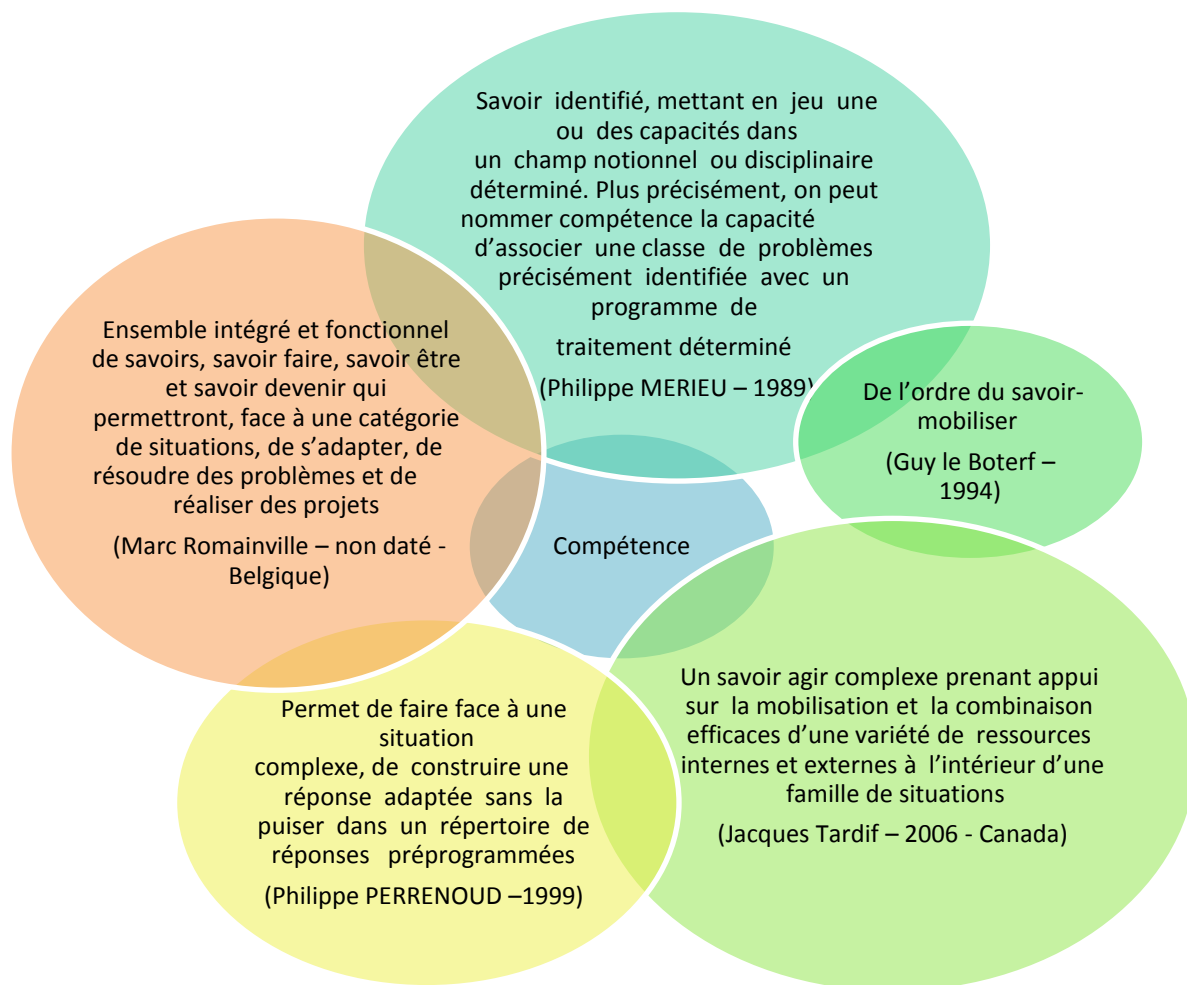 Savoir identifié, mettant en jeu une
ou des capacités dans
un champ notionnel ou disciplinaire
déterminé. Plus précisément, on peut
nommer compétence la capacité
d’associer une classe de problèmes
précisément identifiée avec un
programme de
traitement déterminé
(Philippe MERIEU – 1989)
De l’ordre du savoir-
mobiliser
(Guy le Boterf –
1994)
Ensemble intégré et fonctionnel
de savoirs, savoir faire, savoir être
et savoir devenir qui
permettront, face à une catégorie
de situations, de s’adapter, de
résoudre des problèmes et de
réaliser des projets
(Marc Romainville – non daté -
Belgique)
Compétence
Un savoir agir complexe prenant appui
sur la mobilisation et la combinaison
efficaces d’une variété de ressources
internes et externes à l’intérieur d’une
famille de situations
(Jacques Tardif – 2006 - Canada)
Permet de faire face à une
situation
complexe, de construire une
réponse adaptée sans la
puiser dans un répertoire de
réponses préprogrammées
(Philippe PERRENOUD –1999)